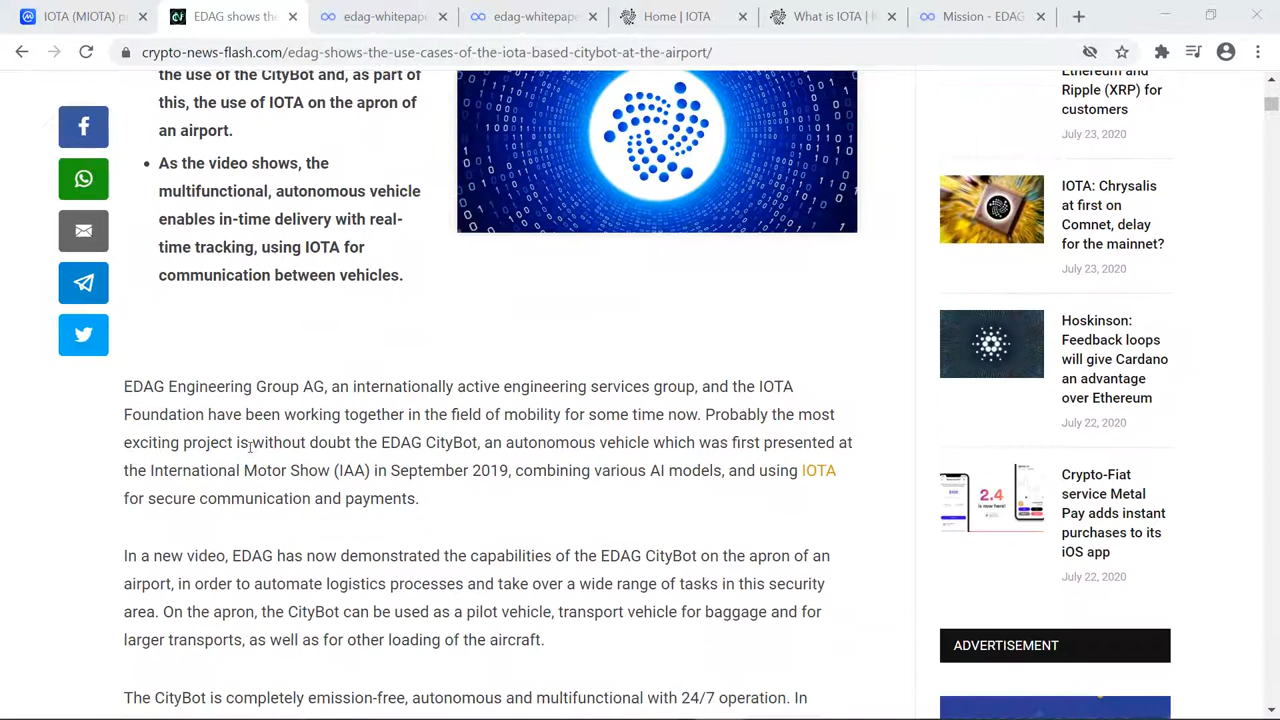 IOTA (MIOTA) pr
EDAG shows the
edag-whitepape
edag-whitepape
Home | IOTA
What is IOTA | R
Mission - EDAG
crypto-news-flash.com/edag-shows-the-use-cases-of-the-iota-based-citybot-at-the-airport/
the use of the CityBot and, as part of
this, the use of IOTA on the apron of
an airport.
• As the video shows, the
multifunctional, autonomous vehicle
enables in-time delivery with real-
time tracking, using IOTA for
communication between vehicles.
EDAG Engineering Group AG, an internationally active engineering services group, and the IOTA
Foundation have been working together in the field of mobility for some time now. Probably the most
exciting project is without doubt the EDAG CityBot, an autonomous vehicle which was first presented at
the International Motor Show (IAA) in September 2019, combining various AI models, and using IOTA
for secure communication and payments.
In a new video, EDAG has now demonstrated the capabilities of the EDAG CityBot on the apron of an
airport, in order to automate logistics processes and take over a wide range of tasks in this security
area. On the apron, the CityBot can be used as a pilot vehicle, transport vehicle for baggage and for
larger transports, as well as for other loading of the aircraft.
The CityBot is completely emission-free, autonomous and multifunctional with 24/7 operation. In
Ethereum and
Ripple (XRP) for
customers
July 23, 2020
IOTA: Chrysalis
at first on
Comnet, delay
for the mainnet?
July 23, 2020
Hoskinson:
Feedback loops
will give Cardano
an advantage
over Ethereum
July 22, 2020
2.4
is now here!
Crypto-Fiat
service Metal
Pay adds instant
purchases to its
iOS app
July 22, 2020
ADVERTISEMENT